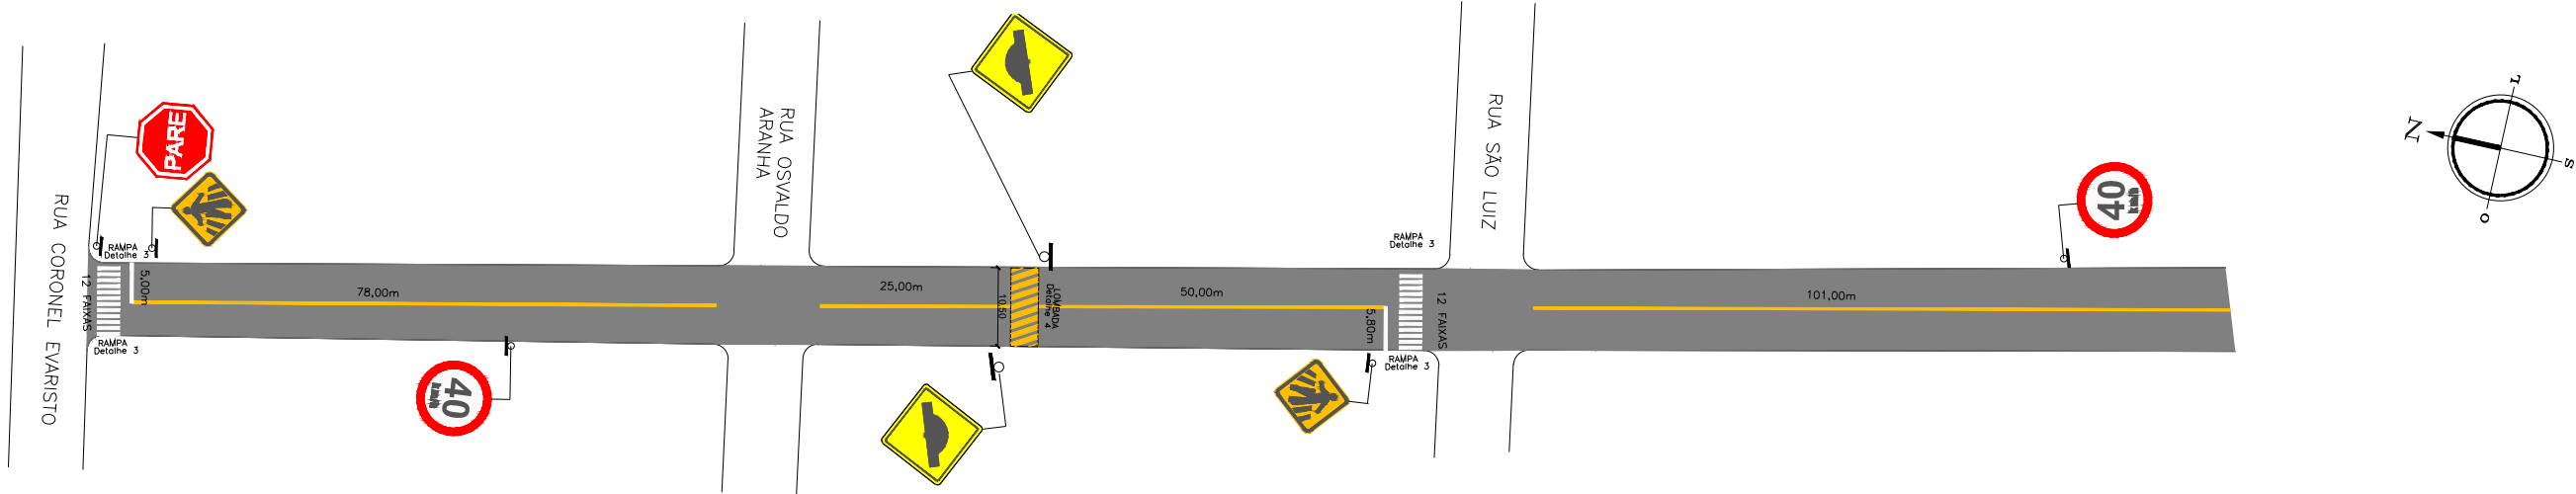 RUA CORONEL EVARISTO
PARE
RAMPA
Detalhe 3
12 FAIXAS
5,00m
RAMPA
Detalhe 3
78,00m
40
km/h
RUA OSVALDO
ARANHA
25,00m
10.50
LOMBADA
Detalhe 4
50,00m
5,80m
RAMPA
Detalhe 3
12 FAIXAS
RAMPA
Detalhe 3
RUA SÃO LUIZ
101,00m
40
km/h
N
L
S
O